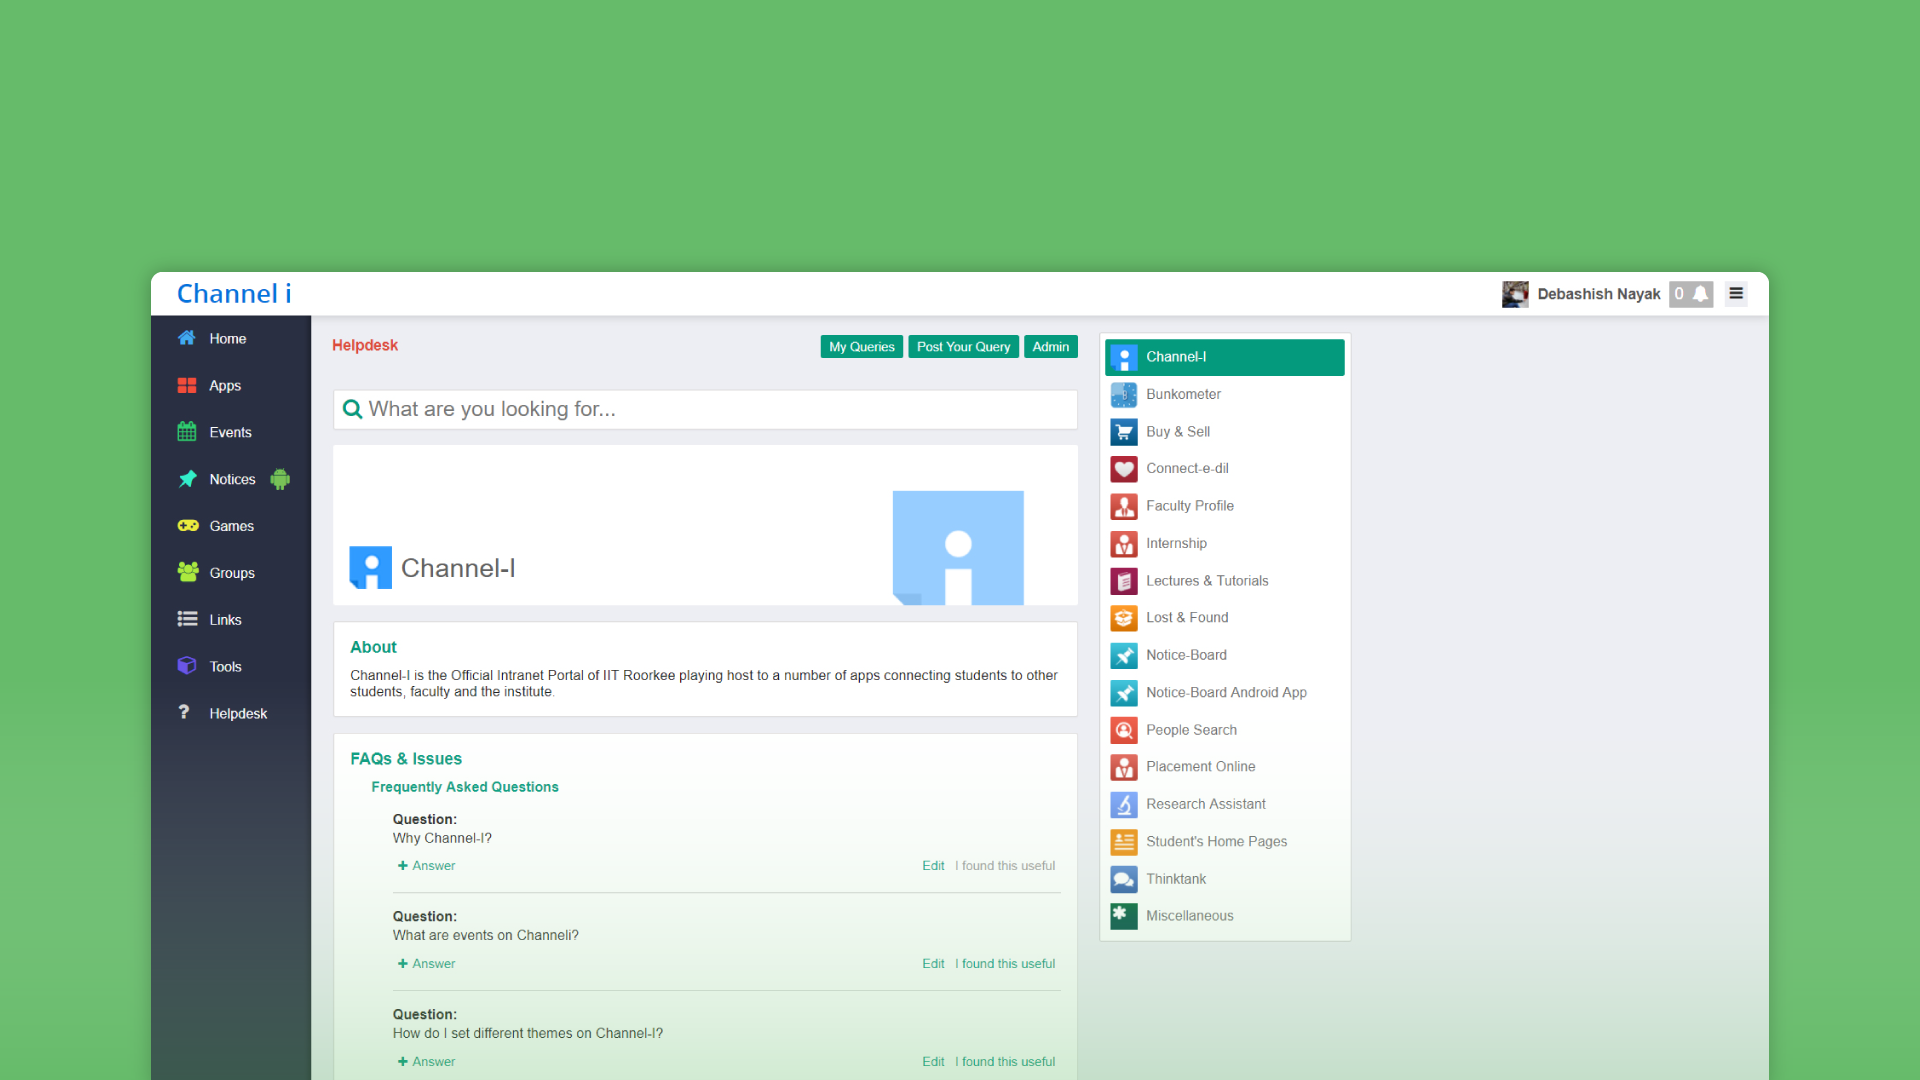 Channel i
Debashish Nayak
0
Home
Apps
Events
Notices
Games
Groups
Links
Tools
? Helpdesk
Helpdesk
My Queries
Post Your Query
Admin
What are you looking for...
Channel-I
About
Channel-I is the Official Intranet Portal of IIT Roorkee playing host to a number of apps connecting students to other
students, faculty and the institute.
FAQs & Issues
Frequently Asked Questions
Question:
Why Channel-I?
+ Answer
Edit I found this useful
Question:
What are events on Channeli?
+ Answer
Edit I found this useful
Question:
How do I set different themes on Channel-I?
+ Answer
Edit I found this useful
Channel-I
Bunkometer
Buy & Sell
Connect-e-dil
Faculty Profile
Internship
Lectures & Tutorials
Lost & Found
Notice-Board
Notice-Board Android App
People Search
Placement Online
Research Assistant
Student's Home Pages
Thinktank
Miscellaneous